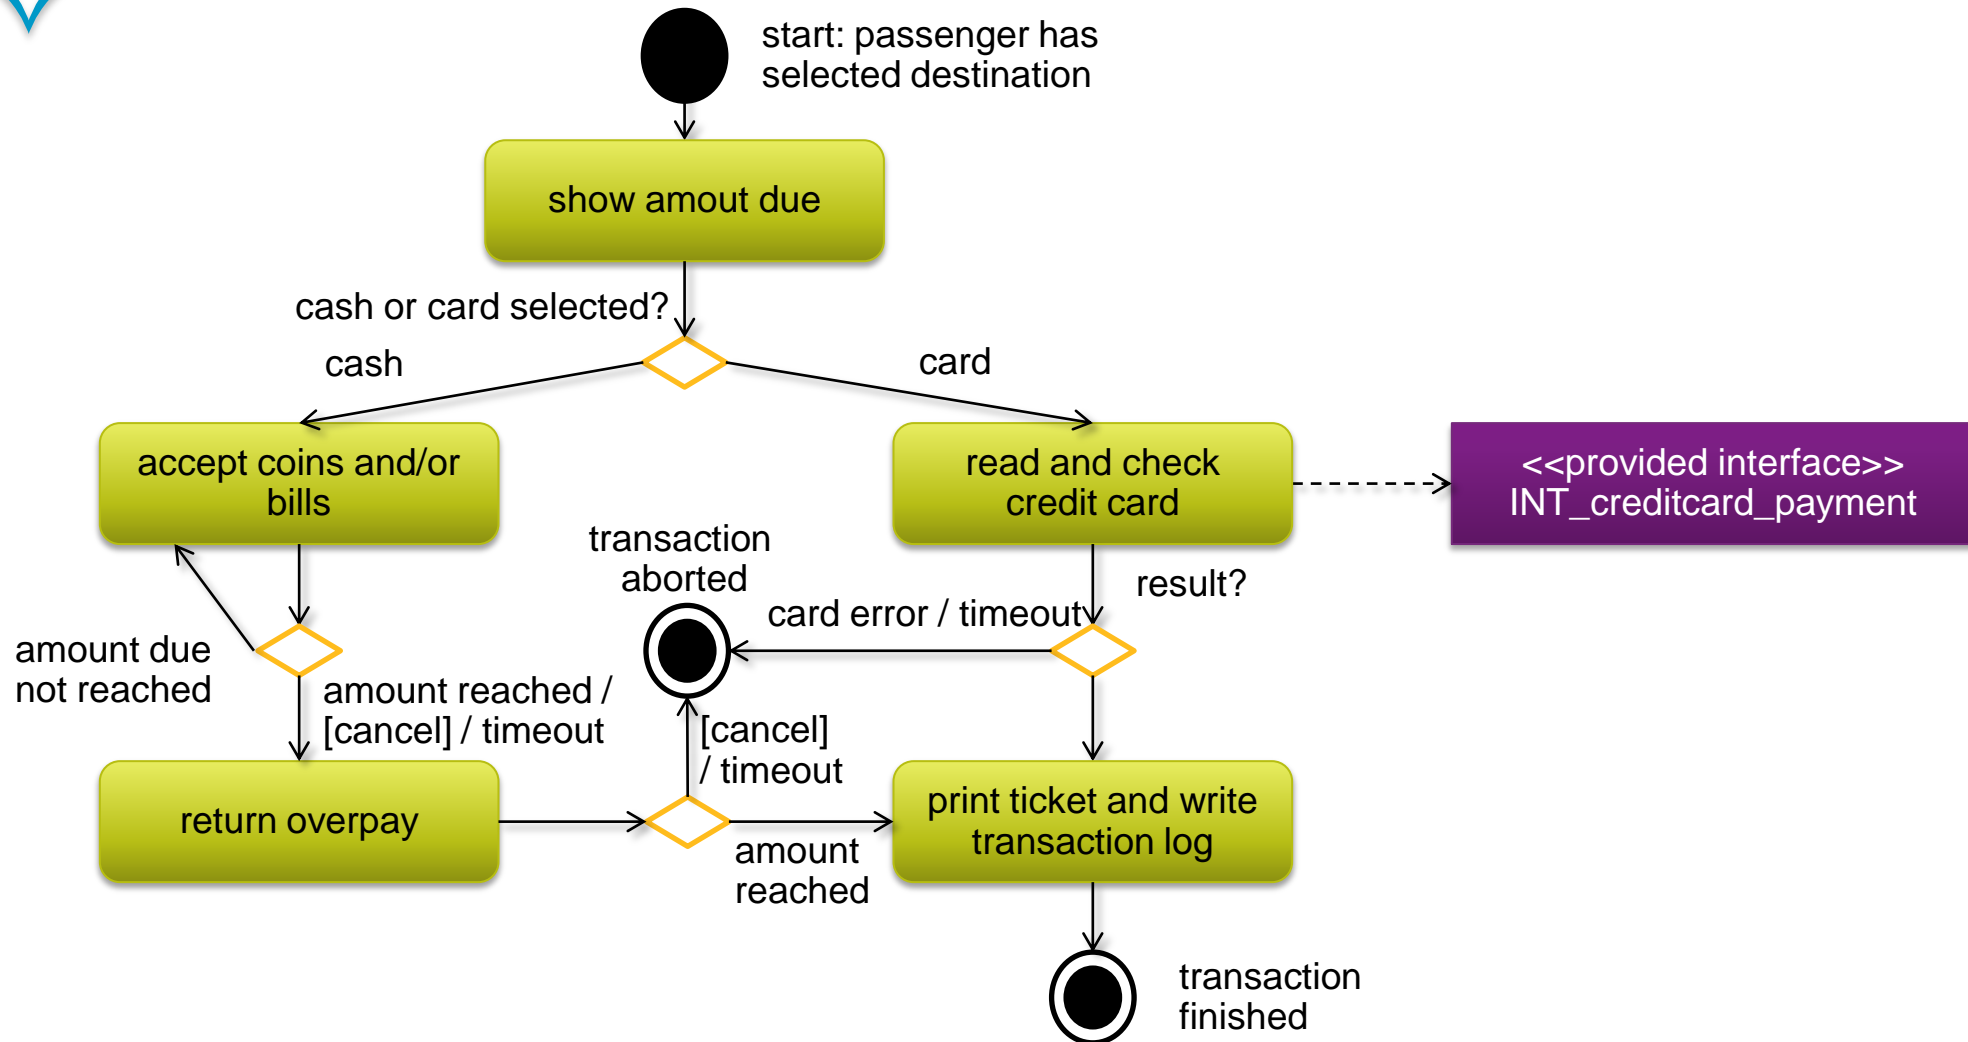 start: passenger has
selected destination
show amout due
cash or card selected?
cash
card
accept coins and/or
bills
read and check
credit card
<<provided interface>>
INT_creditcard_payment
transaction
aborted
result?
card error / timeout
amount due
not reached
amount reached /
[cancel] / timeout
[cancel]
/ timeout
return overpay
print ticket and write
transaction log
amount
reached
transaction
finished